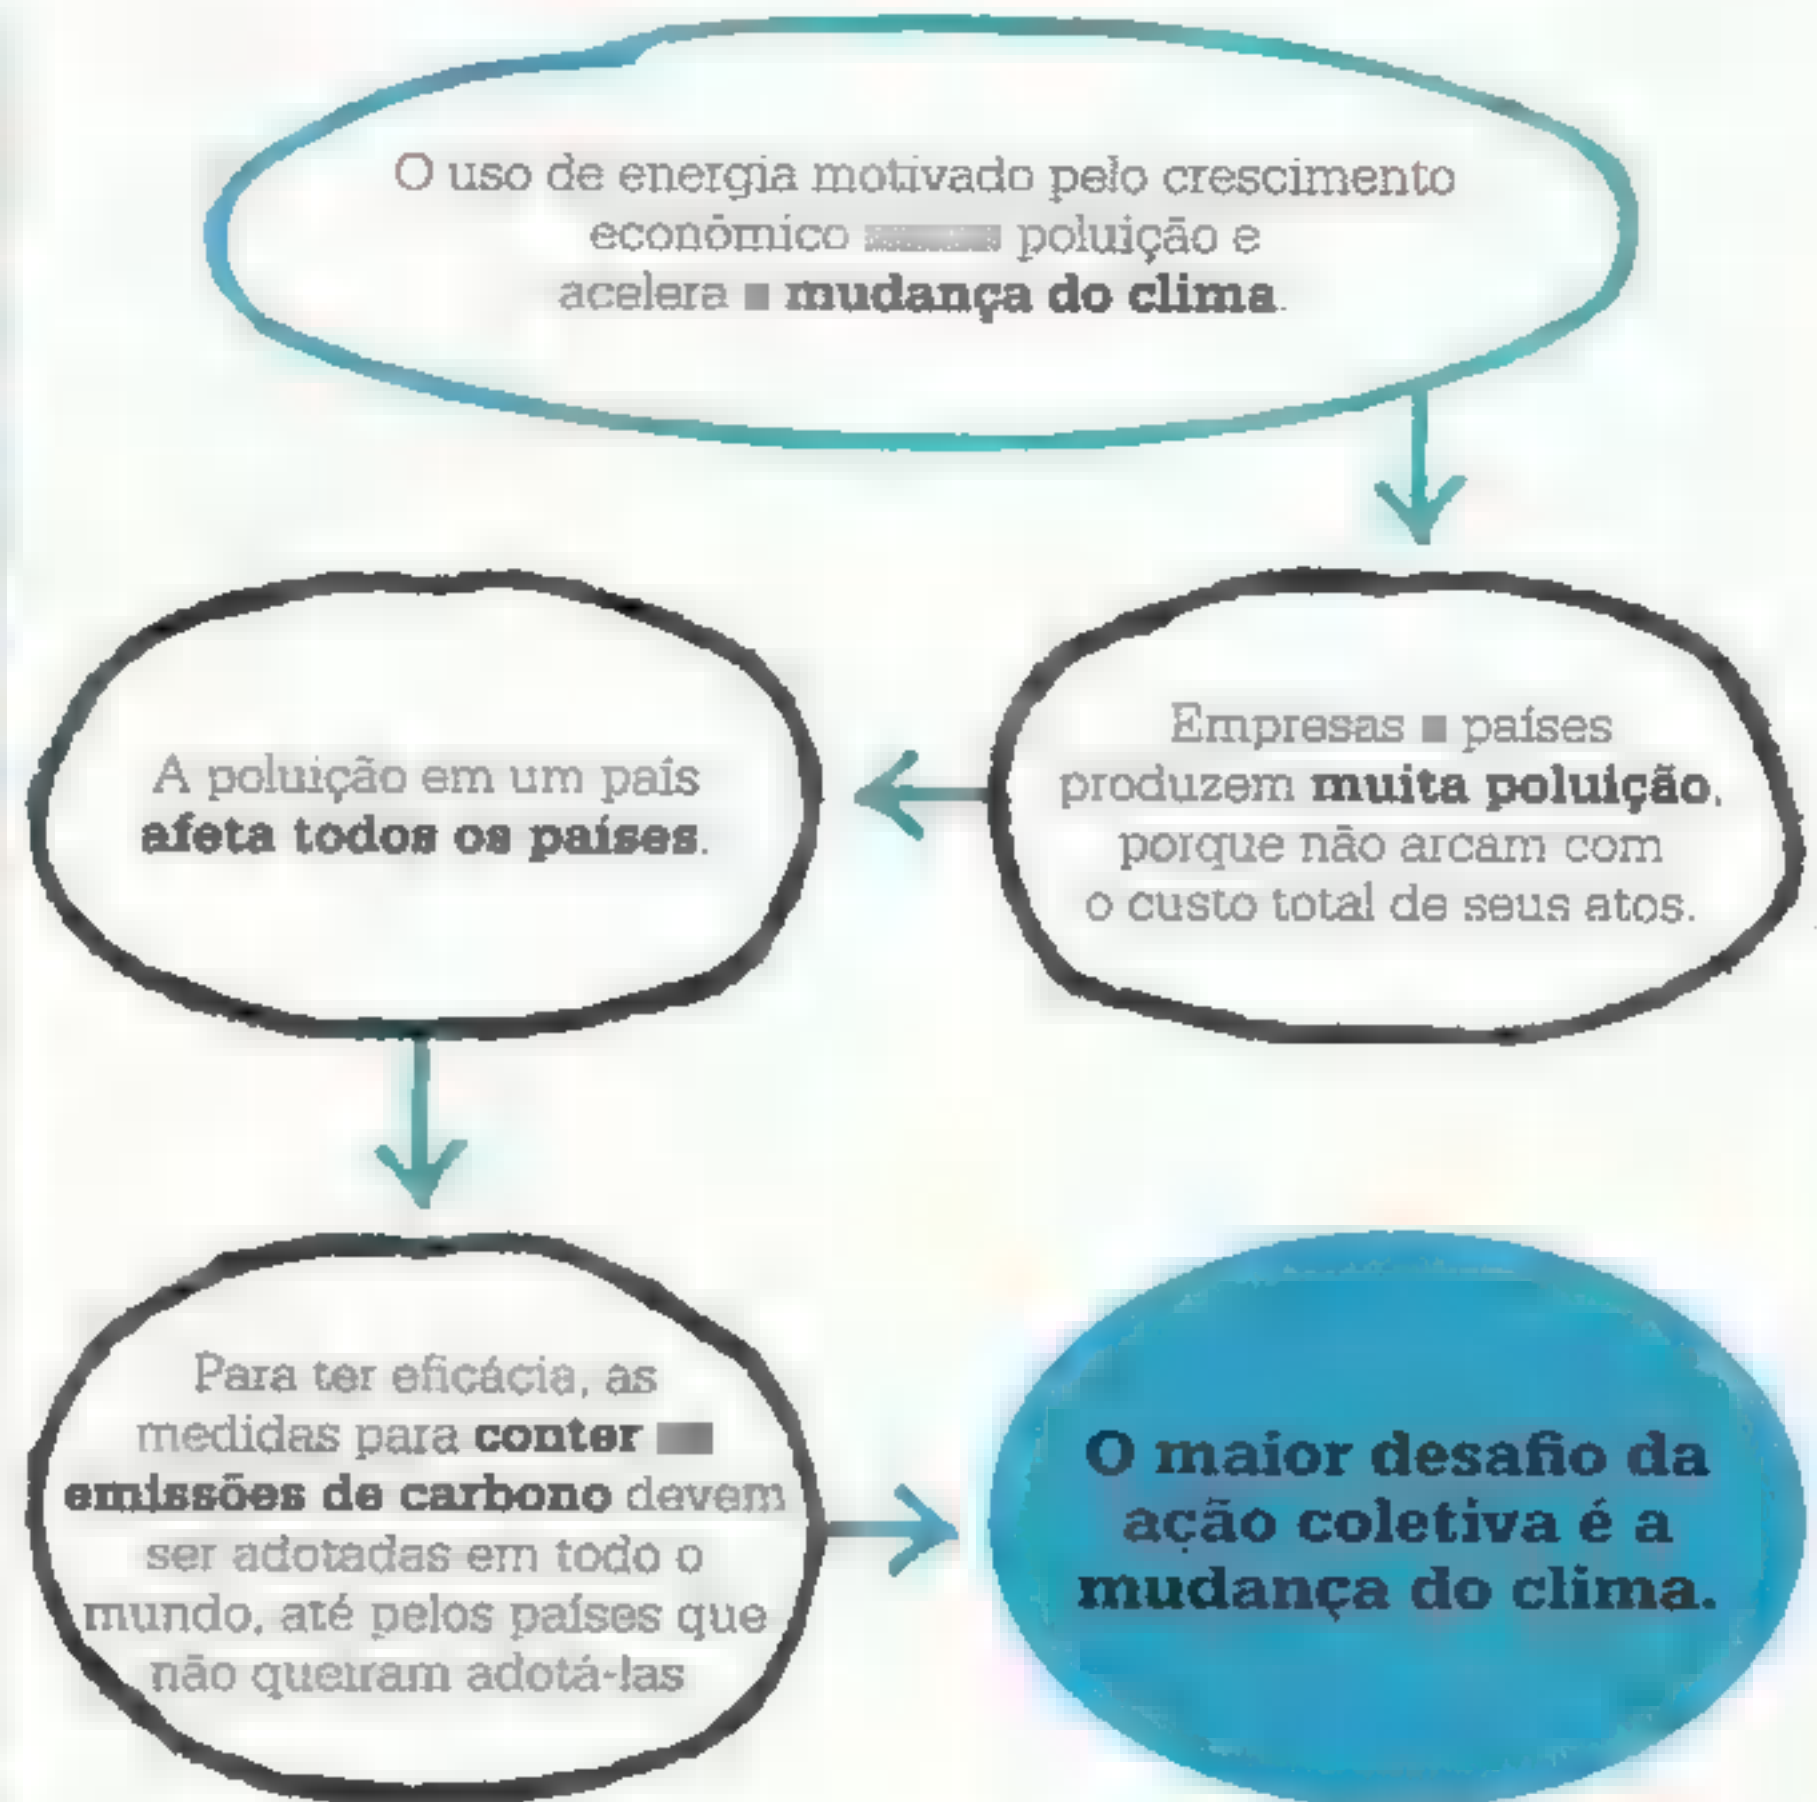 O uso de energia motivado pelo crescimento
econômico poluição e
acelera mudança do clima.
Empresas países
produzem muita poluição,
porque não arcam com
o custo total de seus atos.
A poluição em um país
afeta todos os países.
Para ter eficácia, as
medidas para conter
emissões de carbono devem
ser adotadas em todo o
mundo, até pelos países que
não queiram adotá-las
O maior desafio da
ação coletiva é a
mudança do clima.